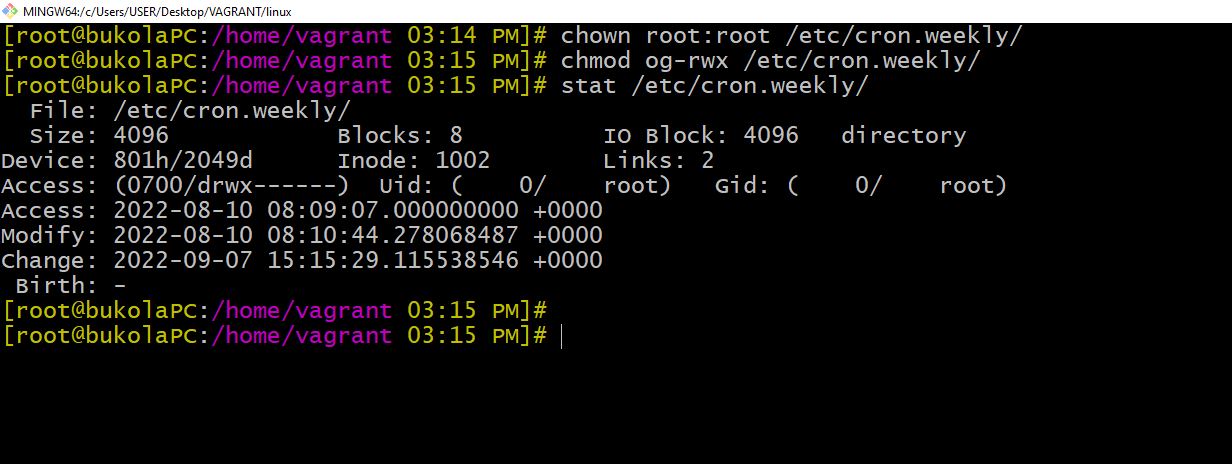 MINGW64:/c/Users/USER/Desktop/VAGRANT/linux
[root@bukolaPC:/home/vagrant 03:14 PM]# chown root:root /etc/cron.weekly/
[root@bukolaPC:/home/vagrant 03:15 PM]# chmod og-rwx /etc/cron.weekly/
[root@bukolaPC:/home/vagrant 03:15 PM]# stat /etc/cron.weekly/
  File: /etc/cron.weekly/
  Size: 4096            Blocks: 8          IO Block: 4096   directory
Device: 801h/2049d      Inode: 1002        Links: 2
Access: (0700/drwx------)  Uid: (    0/    root)   Gid: (    0/    root)
Access: 2022-08-10 08:09:07.000000000 +0000
Modify: 2022-08-10 08:10:44.278068487 +0000
Change: 2022-09-07 15:15:29.115538546 +0000
 Birth: -
[root@bukolaPC:/home/vagrant 03:15 PM]#
[root@bukolaPC:/home/vagrant 03:15 PM]#